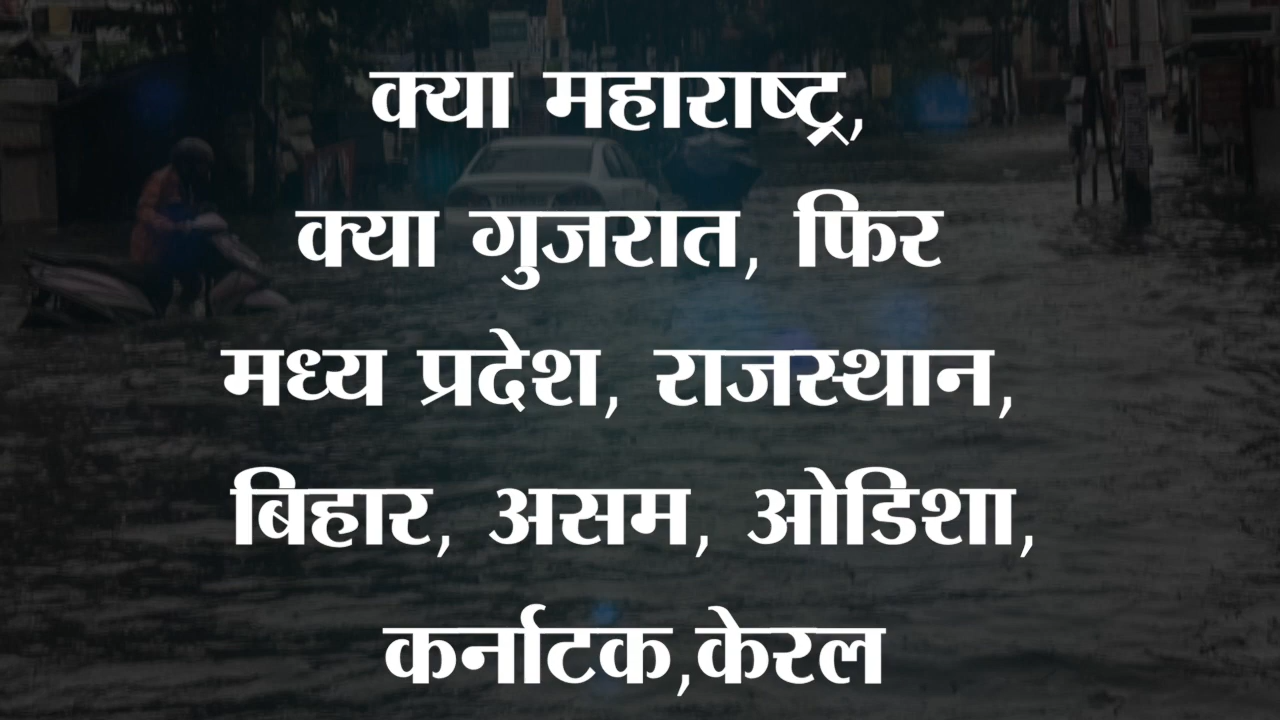 क्या महाराष्ट्र,
क्या गुजरात, फिर
मध्य प्रदेश, राजस्थान,
बिहार, असम, ओडिशा,
कर्नाटक,केरल